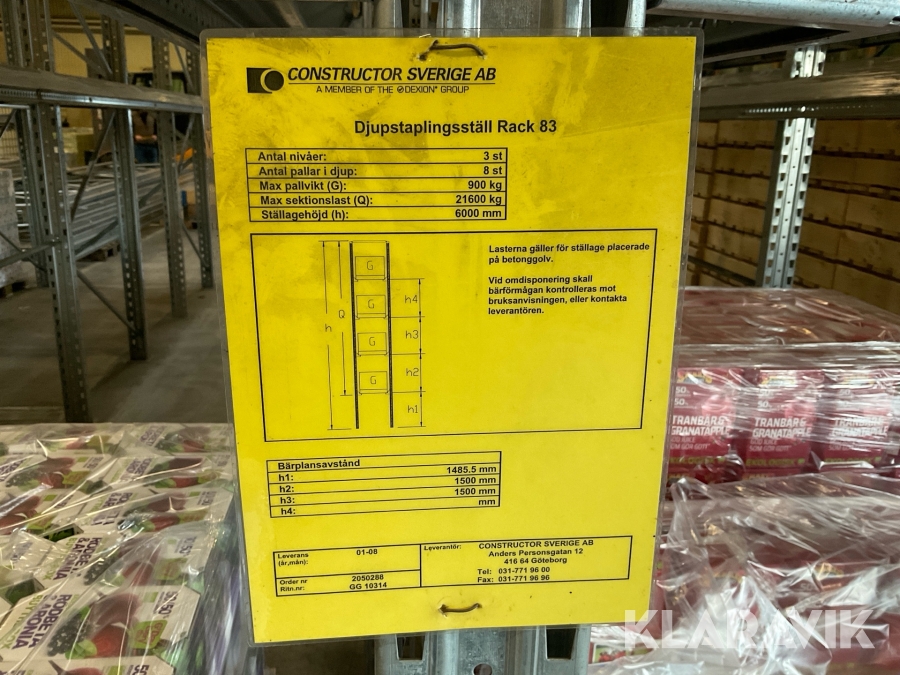 CONSTRUCTOR SVERIGE AB
A MEMBER OF THE DEXION GROUP
Djupstaplingsställ Rack 83
Antal nivåer: 3 st
Antal pallar i djup: 8 st
Max pallvikt (G): 900 kg
Max sektionslast (Q): 21600 kg
Ställagehöjd (h): 6000 mm
Lasterna gäller för ställage placerade
på betonggolv.
Vid omdisponering skall
bärförmågan kontrolleras mot
bruksanvisningen, eller kontakta
leverantören.
h
Q
G
G
G
G
h4
h3
h2
h1
Bärplansavstånd
h1: 1485.5 mm
h2: 1500 mm
h3: 1500 mm
h4: mm
Leverans 01-08
(år,mån):
Order nr 2050288
Ritn.nr: GG 10314
Leverantör: CONSTRUCTOR SVERIGE AB
Anders Personsgatan 12
416 64 Göteborg
Tel: 031-771 96 00
Fax: 031-771 96 96
TRANBÄR&
GRANATÄPPLE
TRANBÄR&
GRANATÄPPLE
50/50
KLARAVIK